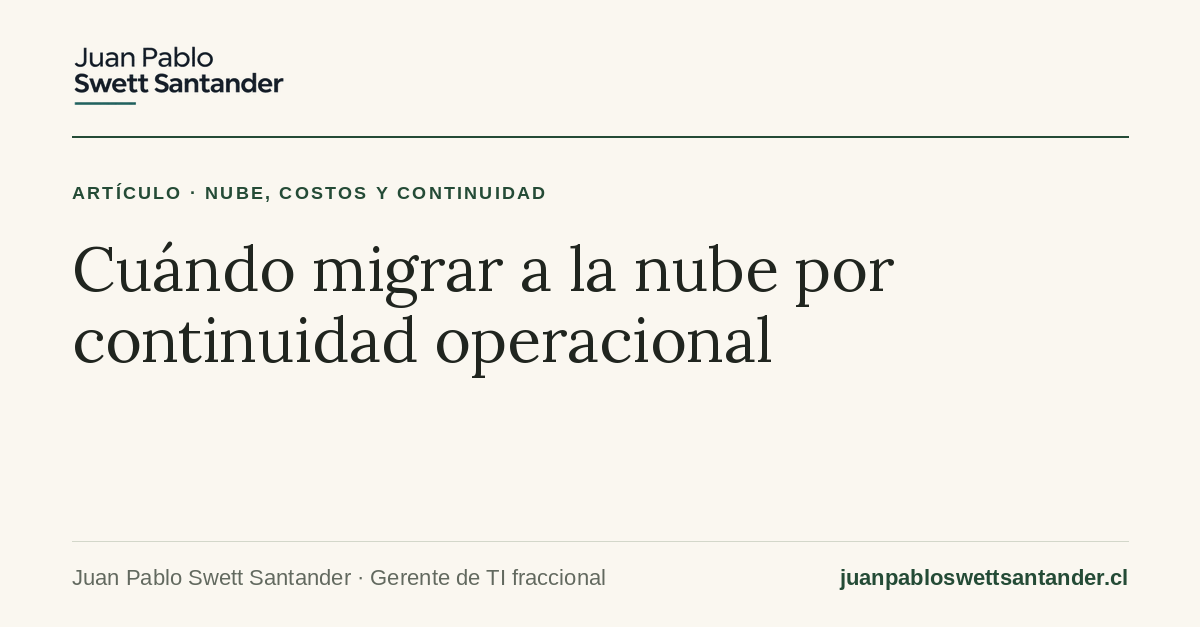 Juan Pablo
Swett Santander
ARTÍCULO · NUBE, COSTOS Y CONTINUIDAD
Cuándo migrar a la nube por
continuidad operacional
Juan Pablo Swett Santander · Gerente de TI fraccional
juanpabloswettsantander.cl